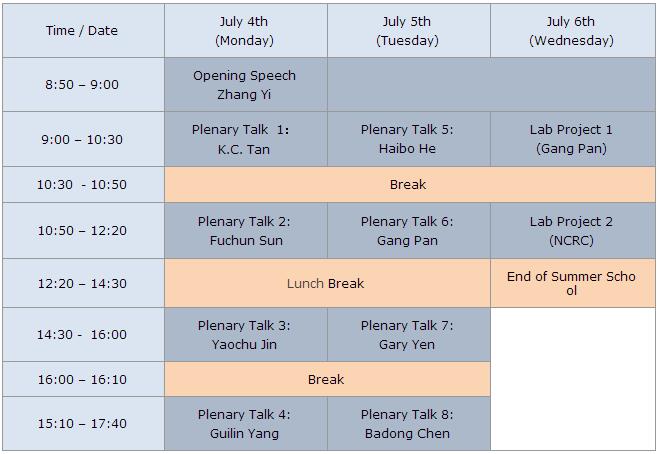 Time / Date
July 4th
(Monday)
July 5th
(Tuesday)
July 6th
(Wednesday)
8:50 – 9:00
Opening Speech
Zhang Yi
9:00 – 10:30
Plenary Talk 1:
K.C. Tan
Plenary Talk 5:
Haibo He
Lab Project 1
(Gang Pan)
10:30 - 10:50
Break
10:50 – 12:20
Plenary Talk 2:
Fuchun Sun
Plenary Talk 6:
Gang Pan
Lab Project 2
(NCRC)
12:20 – 14:30
Lunch Break
End of Summer Scho
ol
14:30 - 16:00
Plenary Talk 3:
Yaochu Jin
Plenary Talk 7:
Gary Yen
16:00 – 16:10
Break
15:10 – 17:40
Plenary Talk 4:
Guilin Yang
Plenary Talk 8:
Badong Chen